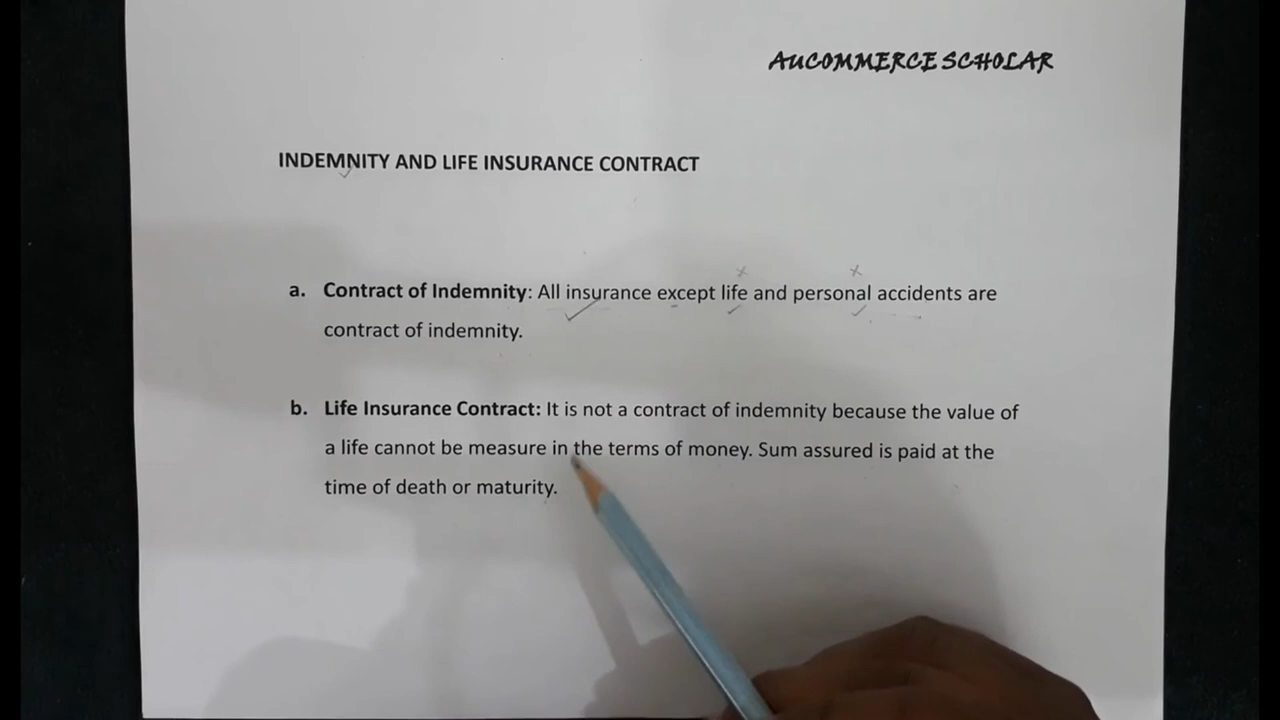 AUCOMMERCE SCHOLAR
INDEMNITY AND LIFE INSURANCE CONTRACT
a. Contract of Indemnity: All insurance except life and personal accidents are
contract of indemnity.
b. Life Insurance Contract: It is not a contract of indemnity because the value of
a life cannot be measure in the terms of money. Sum assured is paid at the
time of death or maturity.